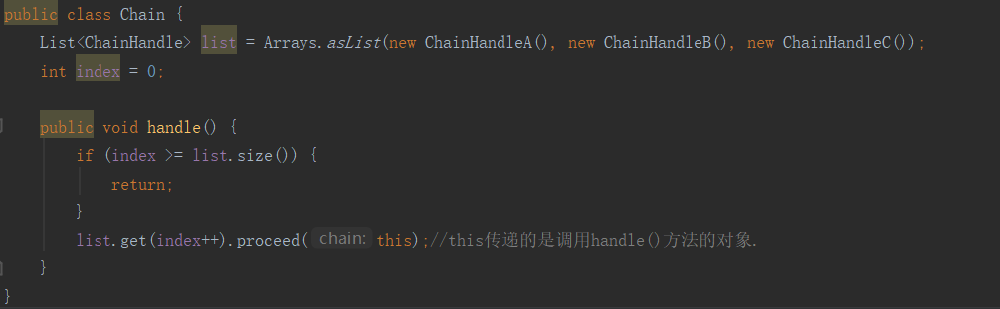 public class Chain {
    List<ChainHandle> list = Arrays.asList(new ChainHandleA(), new ChainHandleB(), new ChainHandleC());
    int index = 0;
    public void handle() {
        if (index >= list.size()) {
            return;
        }
        list.get(index++).proceed( chain: this);//this传递的是调用handle()方法的对象.
    }
}